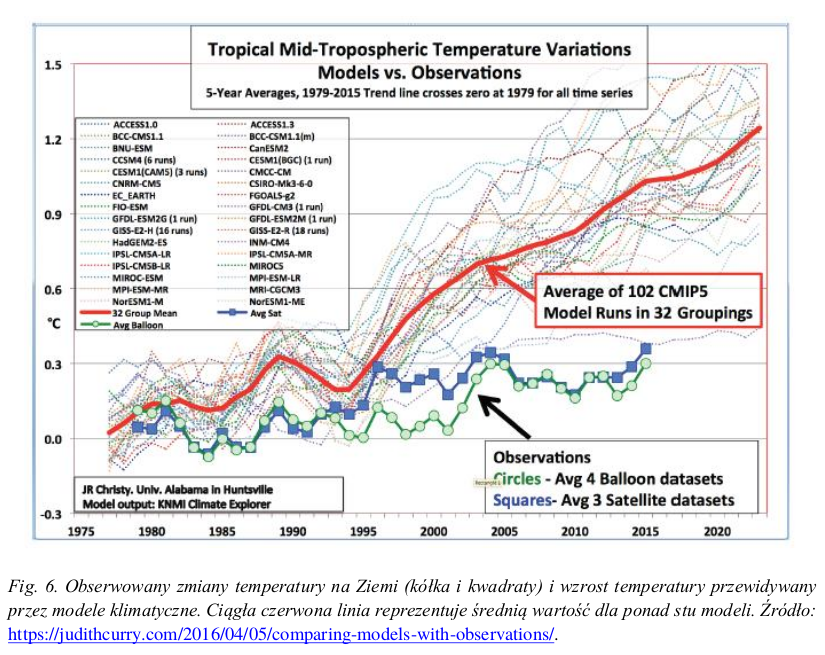 Tropical Mid-Tropospheric Temperature Variations
Models vs. Observations
5-Year Averages, 1979-2015 Trend line crosses zero at 1979 for all time series
1.5
1.2
0.9
0.6
°C
0.3
0.0
-0.3
ACCESS1.0 ACCESS1.3
BCC-CMS1.1 BCC-CSM1.1(m)
BNU-ESM CanESM2
CCSM4 (6 runs) CESM1(BGC) (1 run)
CESM1(CAM5) (3 runs) CMCC-CM
CNRM-CM5 CSIRO-Mk3-6-0
EC_EARTH FGOALS-g2
FIO-ESM GFDL-CM3 (1 run)
GFDL-ESM2G (1 run) GFDL-ESM2M (1 run)
GISS-E2-H (16 runs) GISS-E2-R (18 runs)
HadGEM2-ES INM-CM4
IPSL-CM5A-LR IPSL-CM5A-MR
IPSL-CM5B-LR MIROC5
MIROC-ESM MPI-ESM-LR
MPI-ESM-MR MRI-CGCM3
NorESM1-M NorESM1-ME
32 Group Mean Avg Sat
Avg Balloon
Average of 102 CMIP5
Model Runs in 32 Groupings
Observations
Circles - Avg 4 Balloon datasets
Squares- Avg 3 Satellite datasets
JR Christy. Univ. Alabama in Huntsville
Model output: KNMI Climate Explorer
1975 1980 1985 1990 1995 2000 2005 2010 2015 2020
Fig. 6. Obserwowany zmiany temperatury na Ziemi (kółka i kwadraty) i wzrost temperatury przewidywany
przez modele klimatyczne. Ciągła czerwona linia reprezentuje średnią wartość dla ponad stu modeli. Źródło:
https://judithcurry.com/2016/04/05/comparing-models-with-observations/.